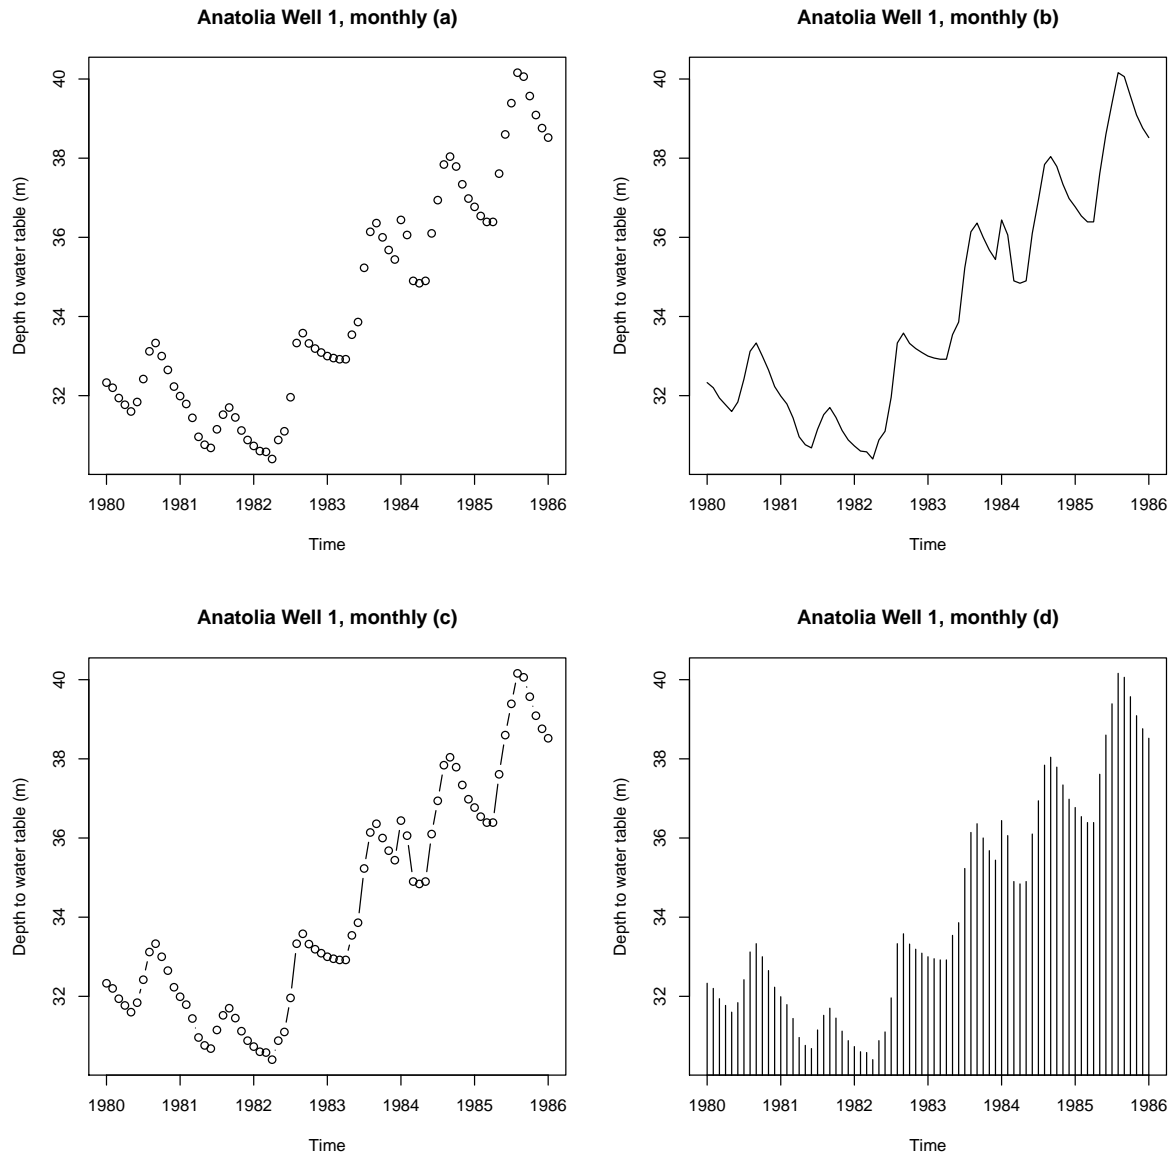 Anatolia Well 1, monthly (a)
Depth to water table (m)
40
38
36
34
32
1980 1981 1982 1983 1984 1985 1986
Time
Anatolia Well 1, monthly (b)
Depth to water table (m)
40
38
36
34
32
1980 1981 1982 1983 1984 1985 1986
Time
Anatolia Well 1, monthly (c)
Depth to water table (m)
40
38
36
34
32
1980 1981 1982 1983 1984 1985 1986
Time
Anatolia Well 1, monthly (d)
Depth to water table (m)
40
38
36
34
32
1980 1981 1982 1983 1984 1985 1986
Time